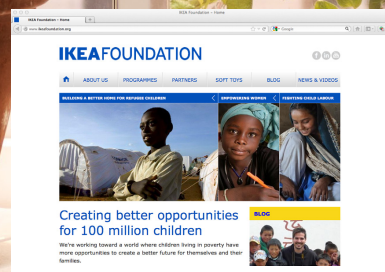 IKEA Foundation – Home
IKEA Foundation – Home
www.ikeafoundation.org
Google
IKEAFOUNDATION
ABOUT US PROGRAMMES PARTNERS SOFT TOYS BLOG NEWS & VIDEOS
BUILDING A BETTER HOME FOR REFUGEE CHILDREN EMPOWERING WOMEN FIGHTING CHILD LABOUR
Creating better opportunities
for 100 million children
BLOG
We're working toward a world where children living in poverty have
more opportunities to create a better future for themselves and their
families.